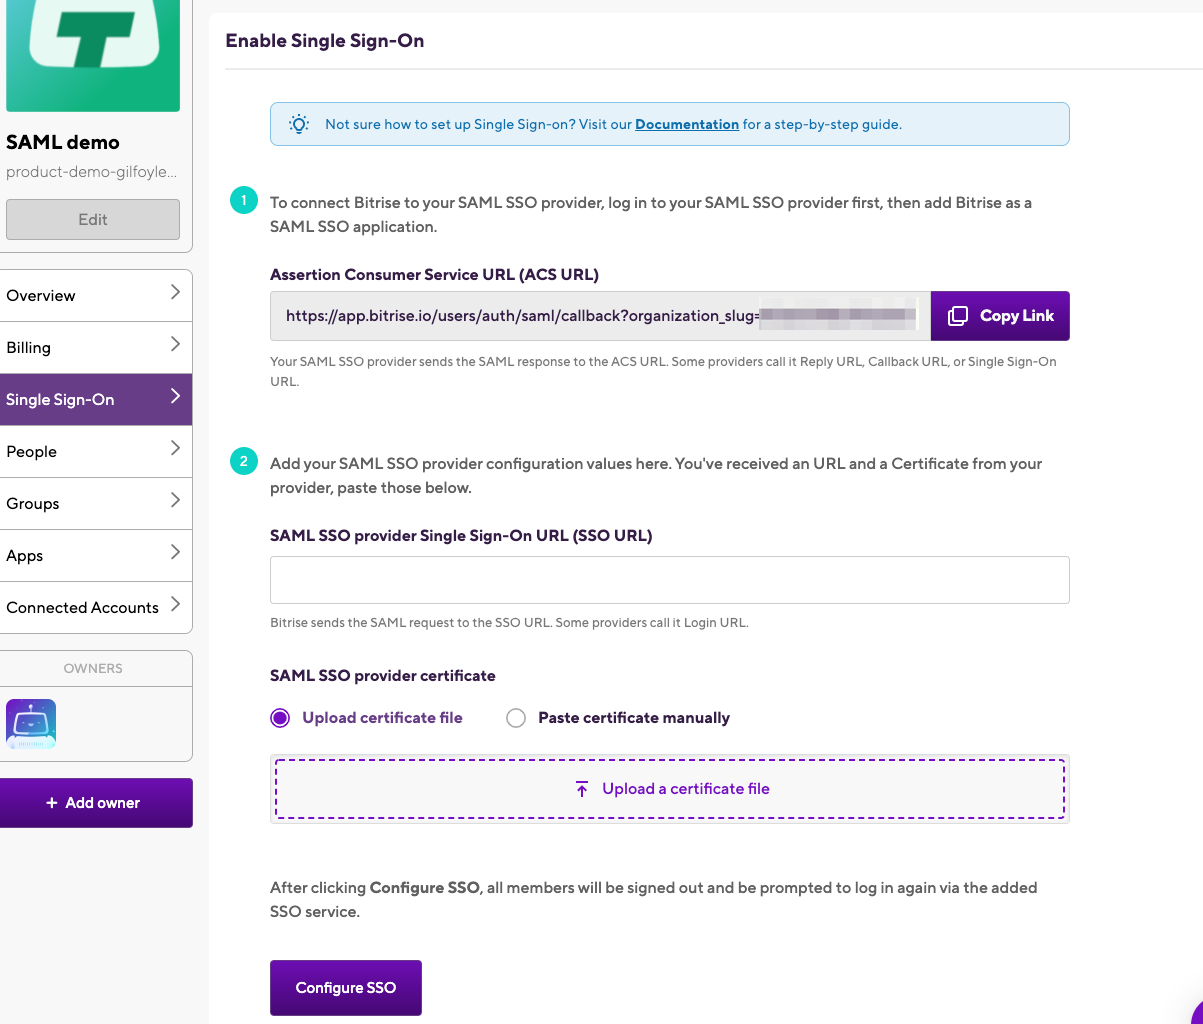 SAML demo
product-demo-gilfoyle...
Edit
Overview
Billing
Single Sign-On
People
Groups
Apps
Connected Accounts
OWNERS
+ Add owner
Enable Single Sign-On
Not sure how to set up Single Sign-on? Visit our Documentation for a step-by-step guide.
1
To connect Bitrise to your SAML SSO provider, log in to your SAML SSO provider first, then add Bitrise as a
SAML SSO application.
Assertion Consumer Service URL (ACS URL)
https://app.bitrise.io/users/auth/saml/callback?organization_slug=
Copy Link
Your SAML SSO provider sends the SAML response to the ACS URL. Some providers call it Reply URL, Callback URL, or Single Sign-On
URL.
2
Add your SAML SSO provider configuration values here. You've received an URL and a Certificate from your
provider, paste those below.
SAML SSO provider Single Sign-On URL (SSO URL)
Bitrise sends the SAML request to the SSO URL. Some providers call it Login URL.
SAML SSO provider certificate
Upload certificate file
Paste certificate manually
Upload a certificate file
After clicking Configure SSO, all members will be signed out and be prompted to log in again via the added
SSO service.
Configure SSO